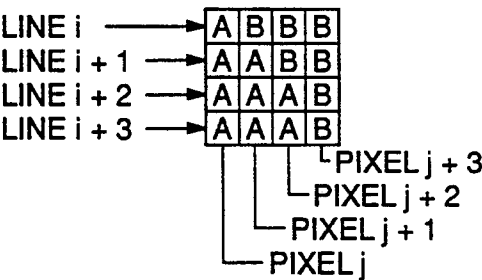 LINE i A B B B
LINE i + 1 A A B B
LINE i + 2 A A A B
LINE i + 3 A A A B
PIXEL j + 3
PIXEL j + 2
PIXEL j + 1
PIXEL j